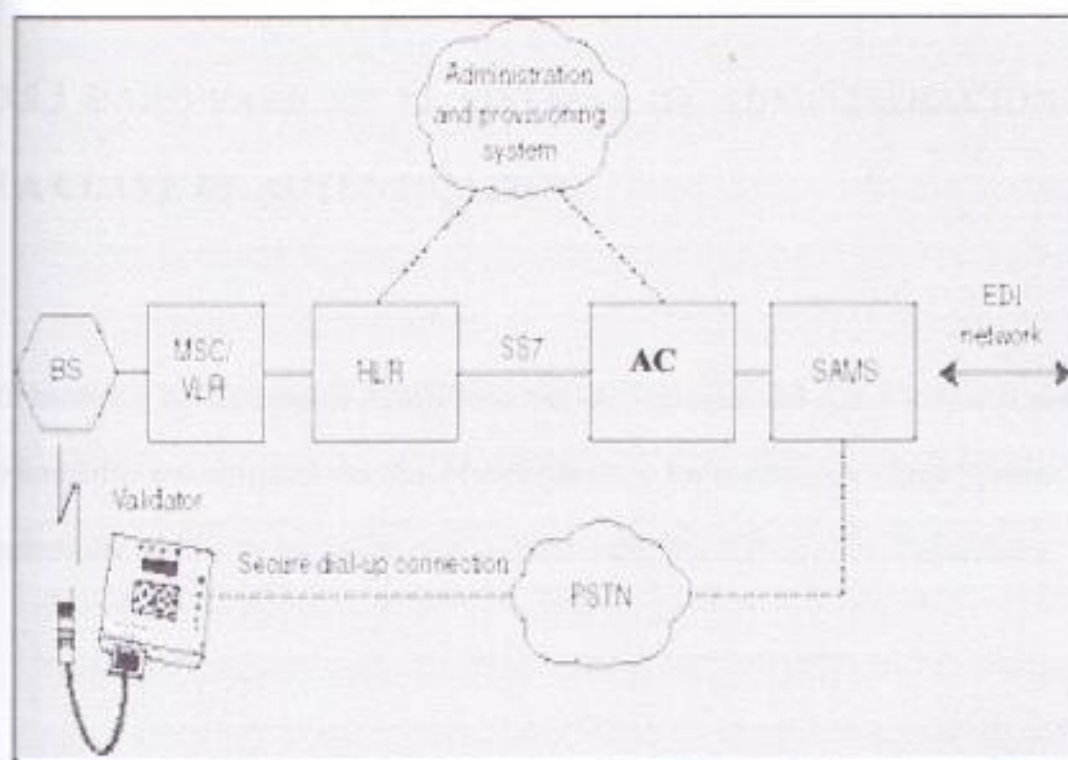 Administration
and provisioning
system
BS
MSC/
VLR
HLR
SS7
AC
SAMS
EDI
network
Validator
Secure dial-up connection
PSTN